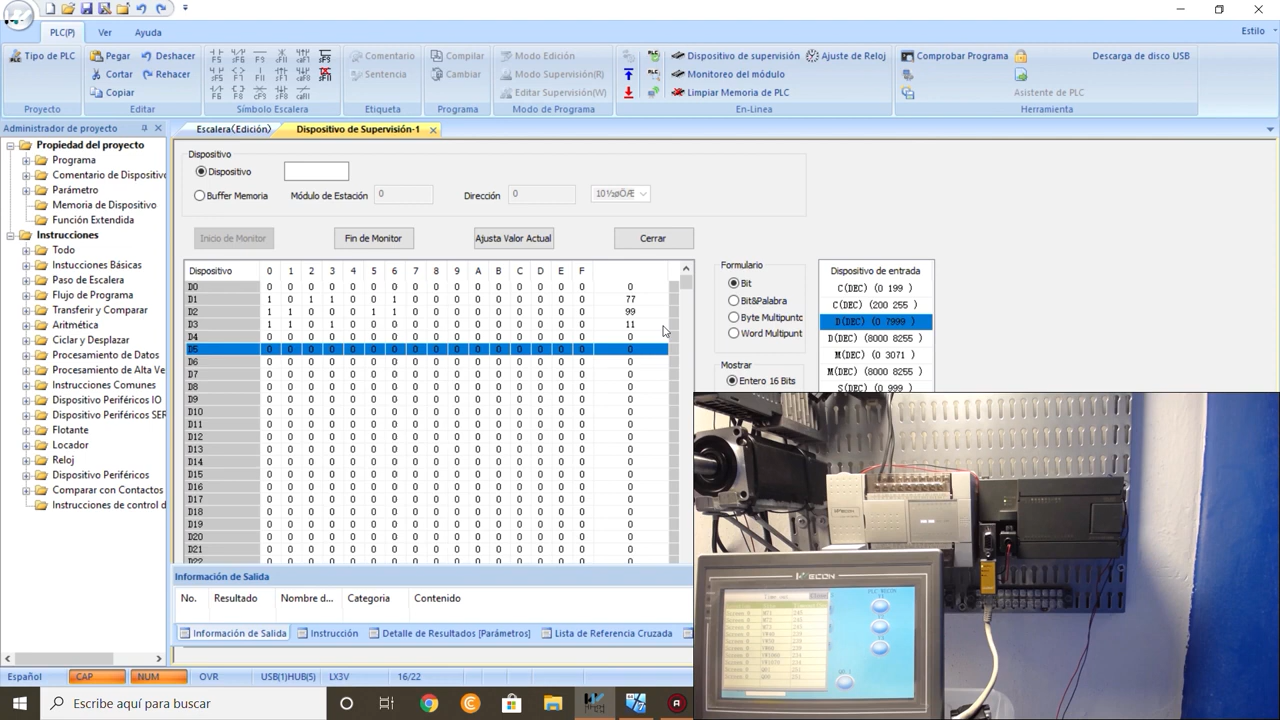 PLC(P) Ver Ayuda Estilo
Tipo de PLC Pegar Deshacer Comentario Compilar Modo Edición Dispositivo de supervisión Ajuste de Reloj Comprobar Programa Descarga de disco USB
Cortar Rehacer Sentencia Cambiar Modo Supervisión(R) Monitoreo del módulo
Copiar Editar Supervisión(W) Limpiar Memoria de PLC Asistente de PLC
Proyecto Editar Símbolo Escalera Etiqueta Programa Modo de Programa En-Linea Herramienta
Administrador de proyecto Escalera(Edición) Dispositivo de Supervisión-1
Propiedad del proyecto
Programa
Comentario de Dispositivo
Parámetro
Memoria de Dispositivo
Función Extendida
Instrucciones
Todo
Instucciones Básicas
Paso de Escalera
Flujo de Programa
Transferir y Comparar
Aritmética
Ciclar y Desplazar
Procesamiento de Datos
Procesamiento de Alta Ve
Instrucciones Comunes
Dispositivo Periféricos IO
Dispositivo Periféricos SER
Flotante
Locador
Reloj
Dispositivo Periféricos
Comparar con Contactos
Instrucciones de control d
Dispositivo
Dispositivo
Buffer Memoria Módulo de Estación 0 Dirección 0 10½øÖÆ
Inicio de Monitor Fin de Monitor Ajusta Valor Actual Cerrar
Dispositivo 0 1 2 3 4 5 6 7 8 9 A B C D E F
D0 0 0 0 0 0 0 0 0 0 0 0 0 0 0 0 0 0
D1 1 0 1 1 0 0 1 0 0 0 0 0 0 0 0 0 77
D2 1 1 0 0 0 1 1 0 0 0 0 0 0 0 0 0 99
D3 1 1 0 1 0 0 0 0 0 0 0 0 0 0 0 0 11
D4 0 0 0 0 0 0 0 0 0 0 0 0 0 0 0 0 0
D5 0 0 0 0 0 0 0 0 0 0 0 0 0 0 0 0 0
D6 0 0 0 0 0 0 0 0 0 0 0 0 0 0 0 0 0
D7 0 0 0 0 0 0 0 0 0 0 0 0 0 0 0 0 0
D8 0 0 0 0 0 0 0 0 0 0 0 0 0 0 0 0 0
D9 0 0 0 0 0 0 0 0 0 0 0 0 0 0 0 0 0
D10 0 0 0 0 0 0 0 0 0 0 0 0 0 0 0 0 0
D11 0 0 0 0 0 0 0 0 0 0 0 0 0 0 0 0 0
D12 0 0 0 0 0 0 0 0 0 0 0 0 0 0 0 0 0
D13 0 0 0 0 0 0 0 0 0 0 0 0 0 0 0 0 0
D14 0 0 0 0 0 0 0 0 0 0 0 0 0 0 0 0 0
D15 0 0 0 0 0 0 0 0 0 0 0 0 0 0 0 0 0
D16 0 0 0 0 0 0 0 0 0 0 0 0 0 0 0 0 0
D17 0 0 0 0 0 0 0 0 0 0 0 0 0 0 0 0 0
D18 0 0 0 0 0 0 0 0 0 0 0 0 0 0 0 0 0
D19 0 0 0 0 0 0 0 0 0 0 0 0 0 0 0 0 0
D20 0 0 0 0 0 0 0 0 0 0 0 0 0 0 0 0 0
D21 0 0 0 0 0 0 0 0 0 0 0 0 0 0 0 0 0
Formulario
Bit
Bit&Palabra
Byte Multipunto
Word Multipunt
Mostrar
Entero 16 Bits
Dispositivo de entrada
C(DEC) (0 199 )
C(DEC) (200 255 )
D(DEC) (0 7999 )
D(DEC) (8000 8255 )
M(DEC) (0 3071 )
M(DEC) (8000 8255 )
S(DEC) (0 999 )
Información de Salida
No. Resultado Nombre d... Categoria Contenido
Información de Salida Instrucción Detalle de Resultados [Parámetros] Lista de Referencia Cruzada
Español CAP NUM OVR USB(1)HUB(5) LX3V 16/22
Escribe aquí para buscar
WECON